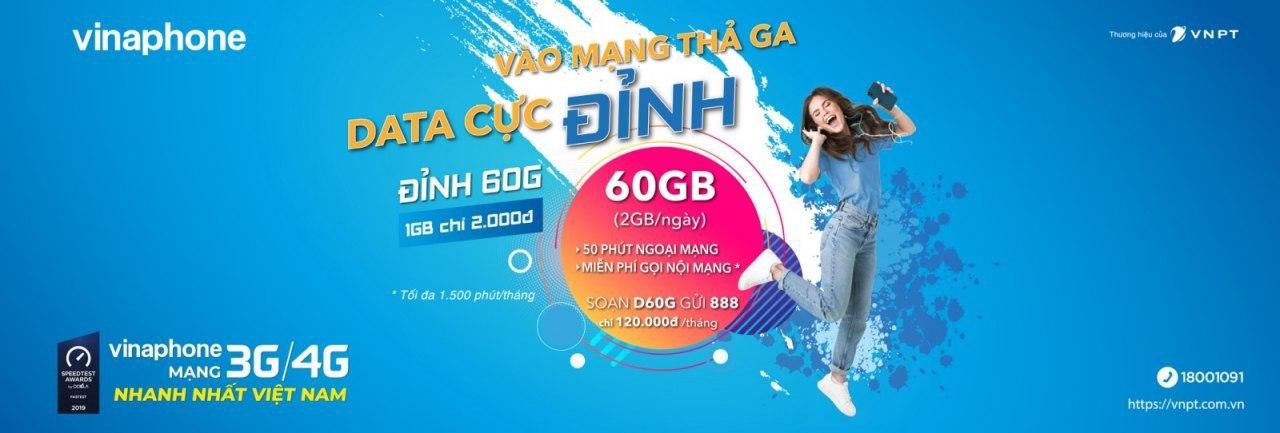 vinaphone
Thương hiệu của VNPT
VÀO MẠNG THẢ GA
DATA CỰC ĐỈNH
ĐỈNH 60G
1GB chỉ 2.000đ
* Tối đa 1.500 phút/tháng
60GB
(2GB/ngày)
50 PHÚT NGOẠI MẠNG
MIỄN PHÍ GỌI NỘI MẠNG *
SOẠN D60G GỬI 888
chỉ 120.000đ /tháng
SPEEDTEST
AWARDS
by OOKLA
FASTEST
2019
vinaphone
MẠNG 3G/4G
NHANH NHẤT VIỆT NAM
18001091
https://vnpt.com.vn